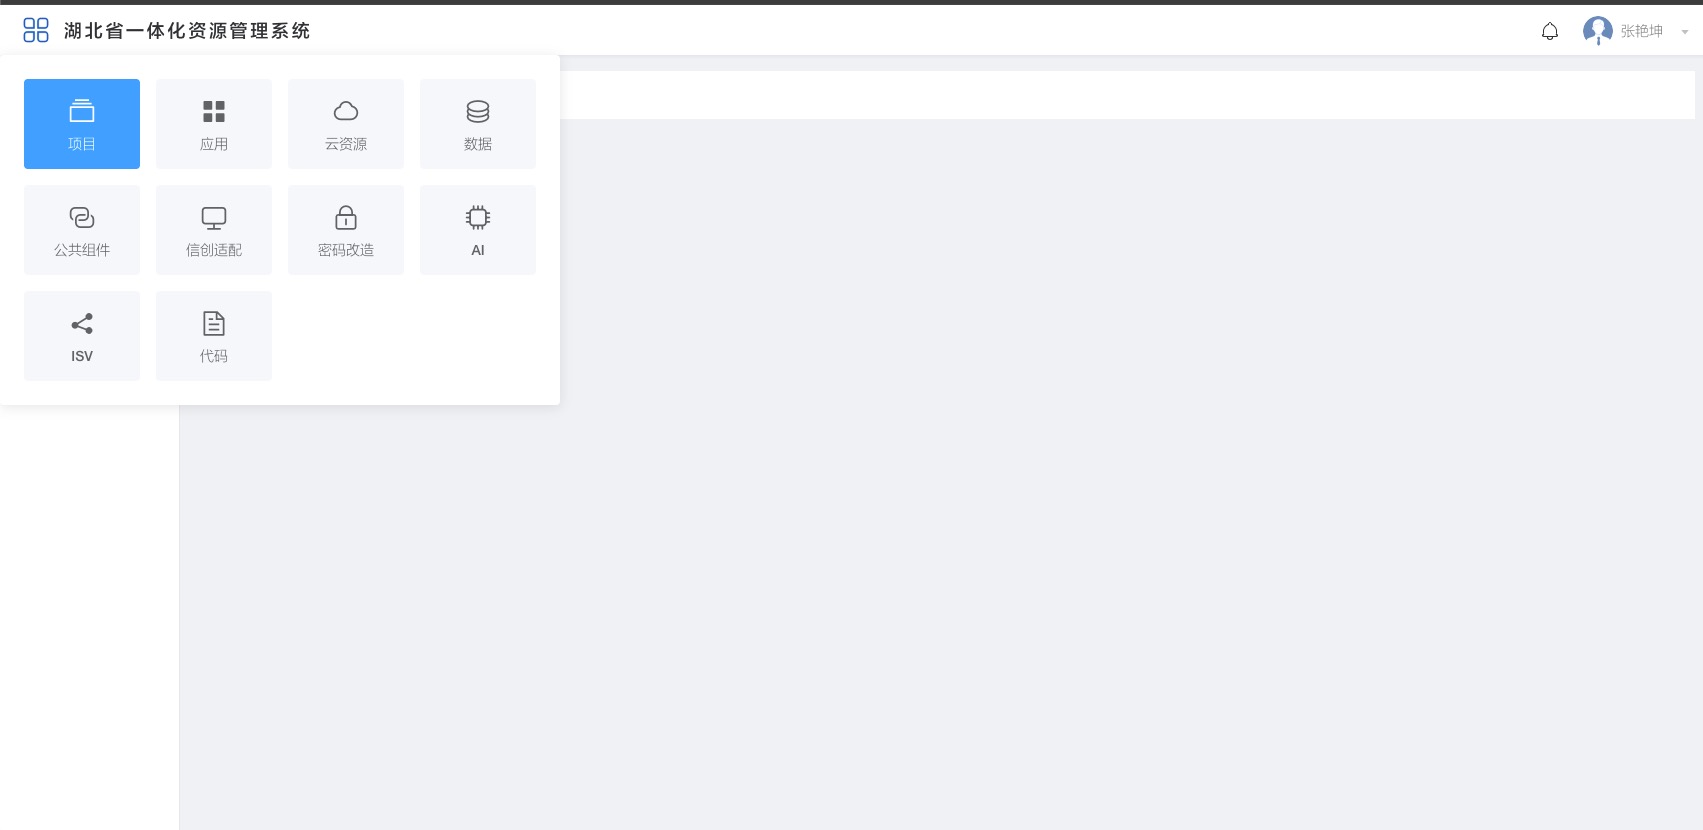 湖北省一体化资源管理系统
张艳坤
项目
应用
云资源
数据
公共组件
信创适配
密码改造
AI
ISV
代码